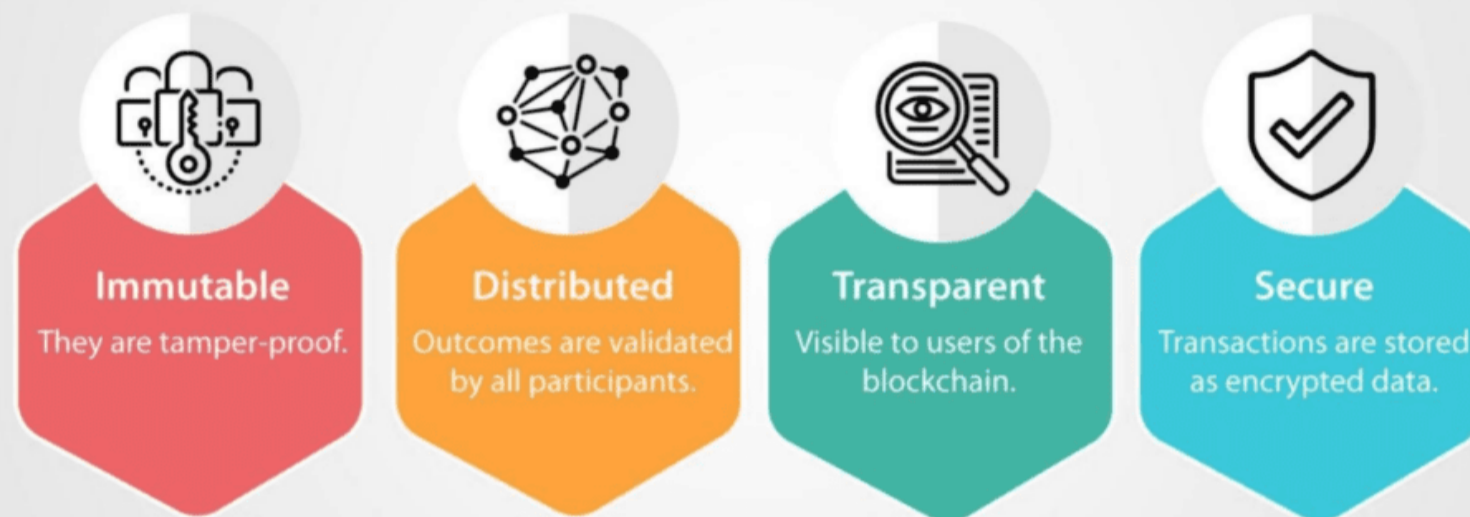 Immutable
They are tamper-proof.
Distributed
Outcomes are validated
by all participants.
Transparent
Visible to users of the
blockchain.
Secure
Transactions are stored
as encrypted data.